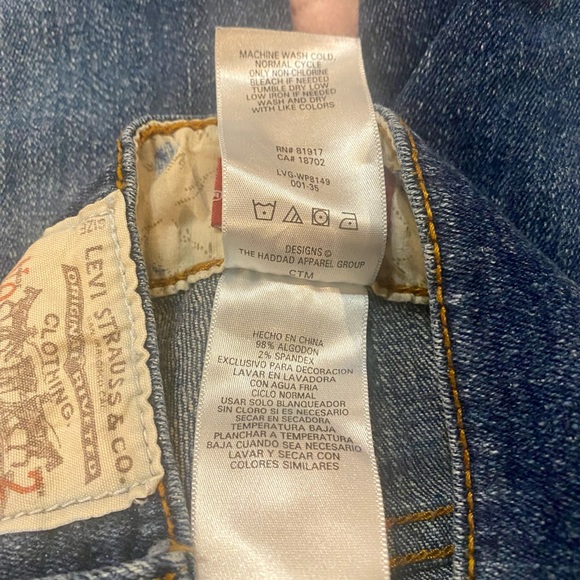 MACHINE WASH COLD,
NORMAL CYCLE
ONLY NON-CHLORINE
BLEACH IF NEEDED
TUMBLE DRY LOW
LOW IRON IF NEEDED
WASH AND DRY
WITH LIKE COLORS
RN# 81917
CA# 18702
LVG-WP8149
001-35
DESIGNS ©
THE HADDAD APPAREL GROUP
CTM
HECHO EN CHINA
98% ALGODON
2% SPANDEX
EXCLUSIVO PARA DECORACION
LAVAR EN LAVADORA
CON AGUA FRIA
CICLO NORMAL
USAR SOLO BLANQUEADOR
SIN CLORO SI ES NECESARIO
SECAR EN SECADORA
TEMPERATURA BAJA
PLANCHAR A TEMPERATURA
BAJA CUANDO SEA NECESARIO
LAVAR Y SECAR CON
COLORES SIMILARES
SIZE
LEVI STRAUSS & CO.
ORIGINAL RIVETED
CLOTHING.